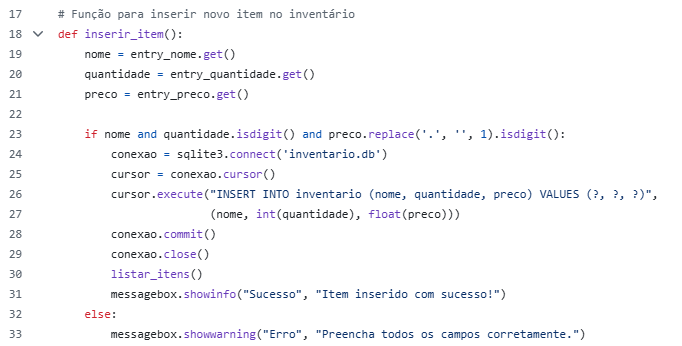 17 # Função para inserir novo item no inventário
18 def inserir_item():
19     nome = entry_nome.get()
20     quantidade = entry_quantidade.get()
21     preco = entry_preco.get()
22
23     if nome and quantidade.isdigit() and preco.replace('.', '', 1).isdigit():
24         conexao = sqlite3.connect('inventario.db')
25         cursor = conexao.cursor()
26         cursor.execute("INSERT INTO inventario (nome, quantidade, preco) VALUES (?, ?, ?)",
27                        (nome, int(quantidade), float(preco)))
28         conexao.commit()
29         conexao.close()
30         listar_itens()
31         messagebox.showinfo("Sucesso", "Item inserido com sucesso!")
32     else:
33         messagebox.showwarning("Erro", "Preencha todos os campos corretamente.")